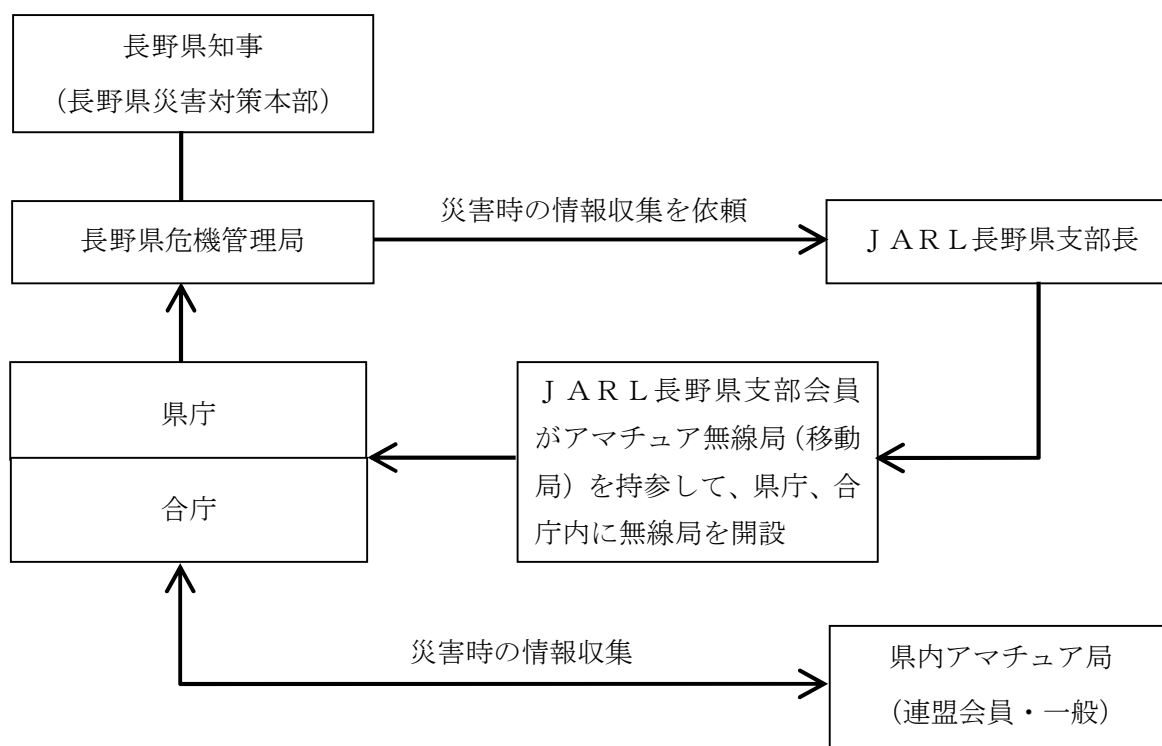 長野県知事
（長野県災害対策本部）
災害時の情報収集を依頼
長野県危機管理局
ＪＡＲＬ長野県支部長
県庁
合庁
ＪＡＲＬ長野県支部会員
がアマチュア無線局（移動
局）を持参して、県庁、合
庁内に無線局を開設
災害時の情報収集
県内アマチュア局
（連盟会員・一般）